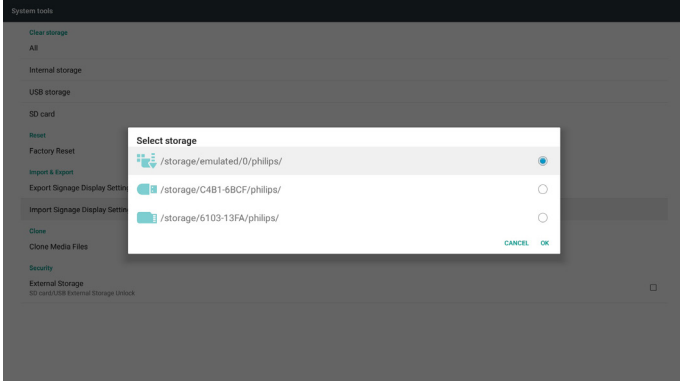 System tools
Clear storage
All
Internal storage
USB storage
SD card
Reset
Factory Reset
Import & Export
Export Signage Display Settin
Import Signage Display Settin
Clone
Clone Media Files
Security
External Storage
SD card/USB External Storage Unlock
Select storage
/storage/emulated/0/philips/
/storage/C4B1-6BCF/philips/
/storage/6103-13FA/philips/
CANCEL OK